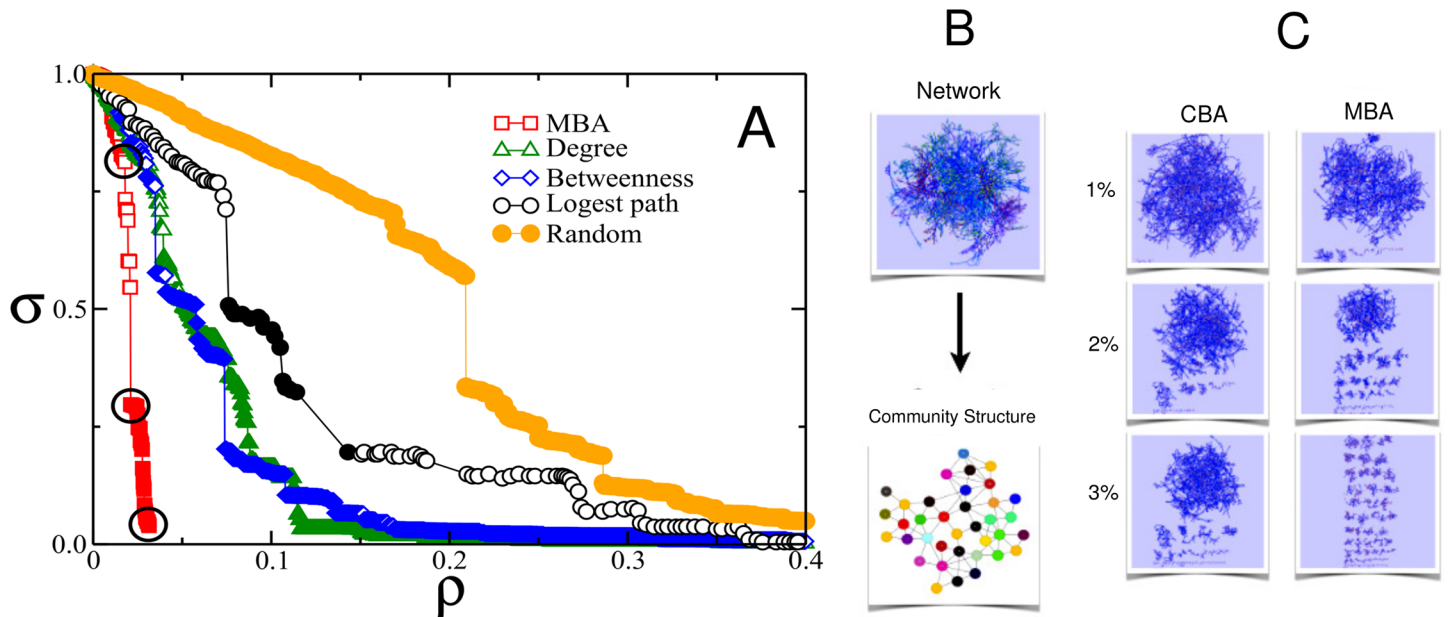 A
1.0
0.5
0.0
σ
0
0.1
0.2
0.3
0.4
ρ
MBA
Degree
Betweenness
Logest path
Random
B
Network
Community Structure
C
CBA MBA
1%
2%
3%